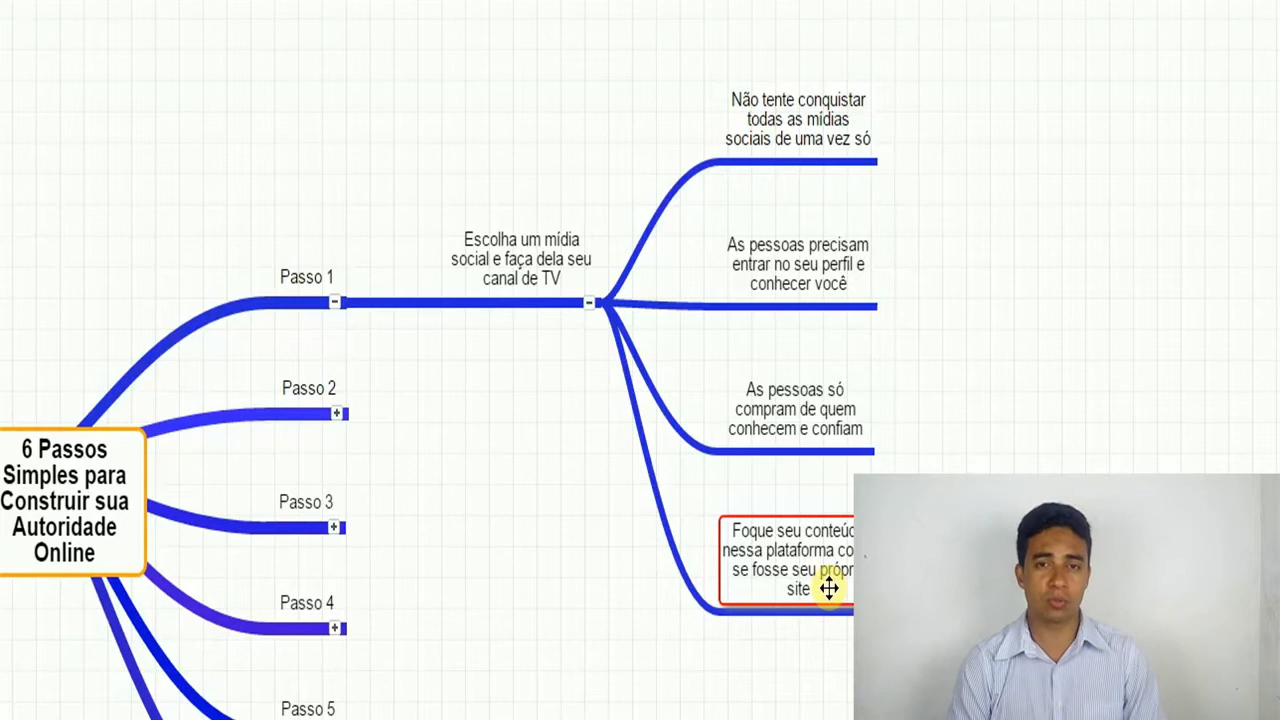 Não tente conquistar
todas as mídias
sociais de uma vez só
Escolha um mídia
social e faça dela seu
canal de TV
As pessoas precisam
entrar no seu perfil e
conhecer você
Passo 1
Passo 2
As pessoas só
compram de quem
conhecem e confiam
6 Passos
Simples para
Construir sua
Autoridade
Online
Passo 3
Foque seu
nessa plataforma
se fosse seu
site
Passo 4
Passo 5